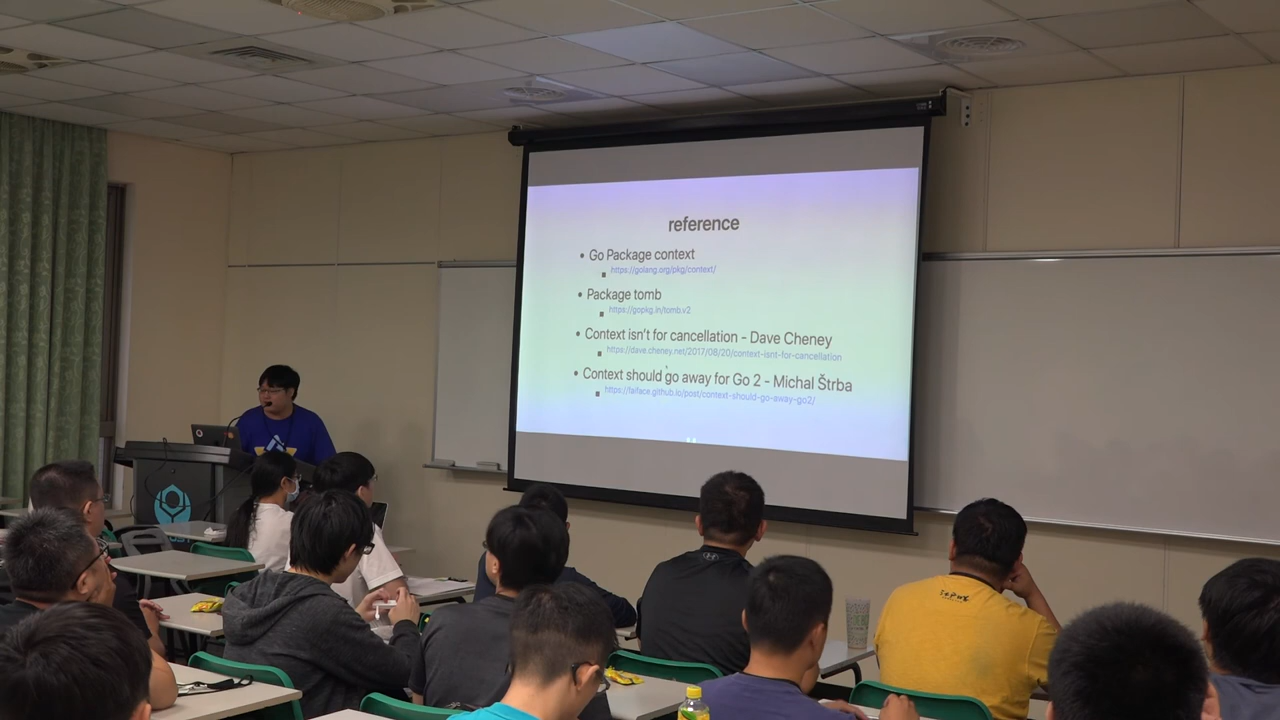 reference
• Go Package context
https://golang.org/pkg/context/
• Package tomb
https://gopkg.in/tomb.v2
• Context isn't for cancellation - Dave Cheney
https://dave.cheney.net/2017/08/20/context-isnt-for-cancellation
• Context should go away for Go 2 - Michal Štrba
https://faiface.github.io/post/context-should-go-away-go2/